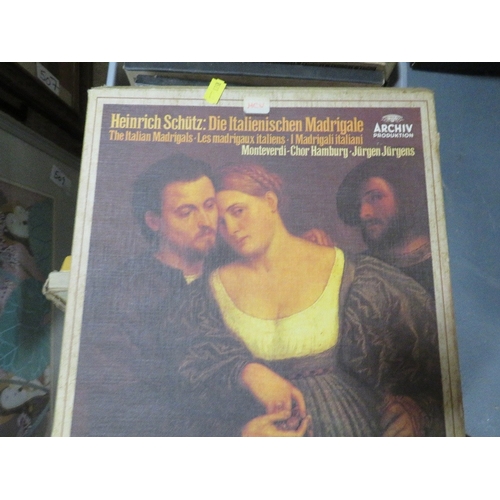 Heinrich Schütz: Die Italienischen Madrigale
The Italian Madrigals · Les madrigaux italiens · I Madrigali italiani
Monteverdi-Chor Hamburg · Jürgen Jürgens
ARCHIV
PRODUKTION